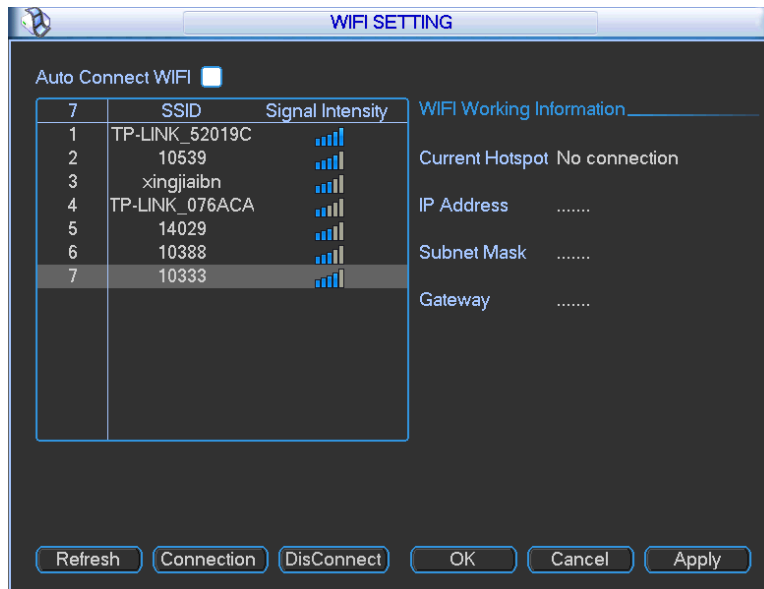 WIFI SETTING
Auto Connect WIFI
7 SSID Signal Intensity
1 TP-LINK_52019C
2 10539
3 xingjiaibn
4 TP-LINK_076ACA
5 14029
6 10388
7 10333
WIFI Working Information
Current Hotspot No connection
IP Address .......
Subnet Mask .......
Gateway .......
Refresh Connection DisConnect OK Cancel Apply